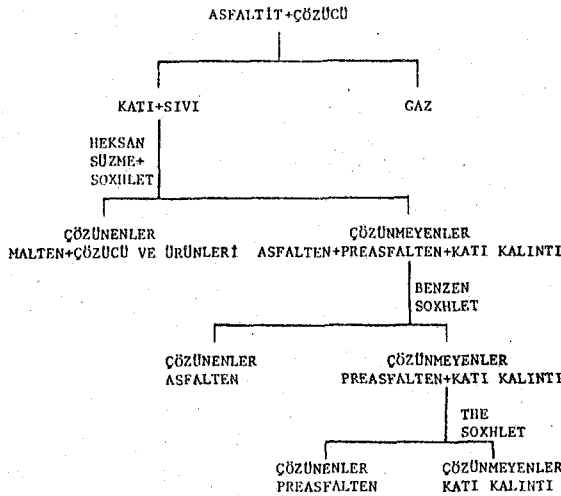 ASFALTİT+ÇÖZÜCÜ
KATI+SIVI
GAZ
HEKSAN
SÜZME+
SOXHLET
ÇÖZÜNENLER
MALTEN+ÇÖZÜCÜ VE ÜRÜNLERİ
ÇÖZÜNMEYENLER
ASFALTEN+PREASFALTEN+KATI KALINTI
BENZEN
SOXHLET
ÇÖZÜNENLER
ASFALTEN
ÇÖZÜNMEYENLER
PREASFALTEN+KATI KALINTI
THE
SOXHLET
ÇÖZÜNENLER
PREASFALTEN
ÇÖZÜNMEYENLER
KATI KALINTI